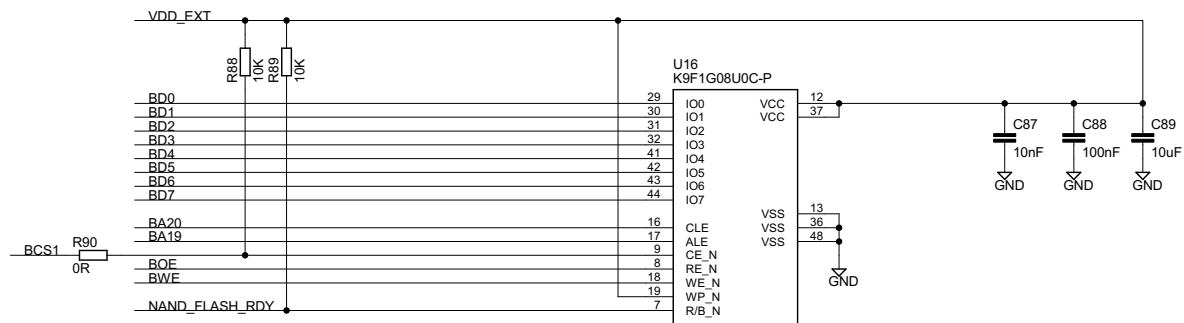 VDD_EXT
R88
10K
R89
10K
U16
K9F1G08U0C-P
BD0 29 IO0 VCC 12
BD1 30 IO1 VCC 37
BD2 31 IO2
BD3 32 IO3
BD4 41 IO4
BD5 42 IO5
BD6 43 IO6
BD7 44 IO7
C87
10nF
GND
C88
100nF
GND
C89
10uF
GND
VSS 13
BA20 16 CLE VSS 36
BA19 17 ALE VSS 48
BCS1 R90 0R 9 CE_N
BOE 8 RE_N
BWE 18 WE_N
19 WP_N
NAND_FLASH_RDY 7 R/B_N
GND